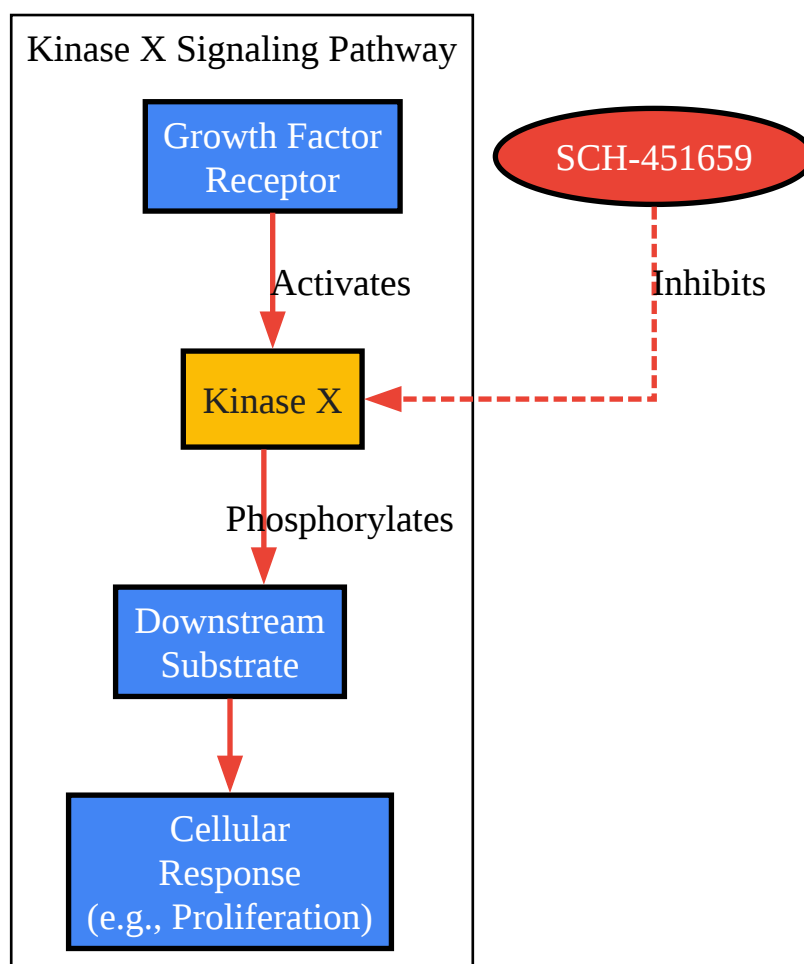 Kinase X Signaling Pathway
Growth Factor
Receptor
SCH-451659
Activates
Inhibits
Kinase X
Phosphorylates
Downstream
Substrate
Cellular
Response
(e.g., Proliferation)